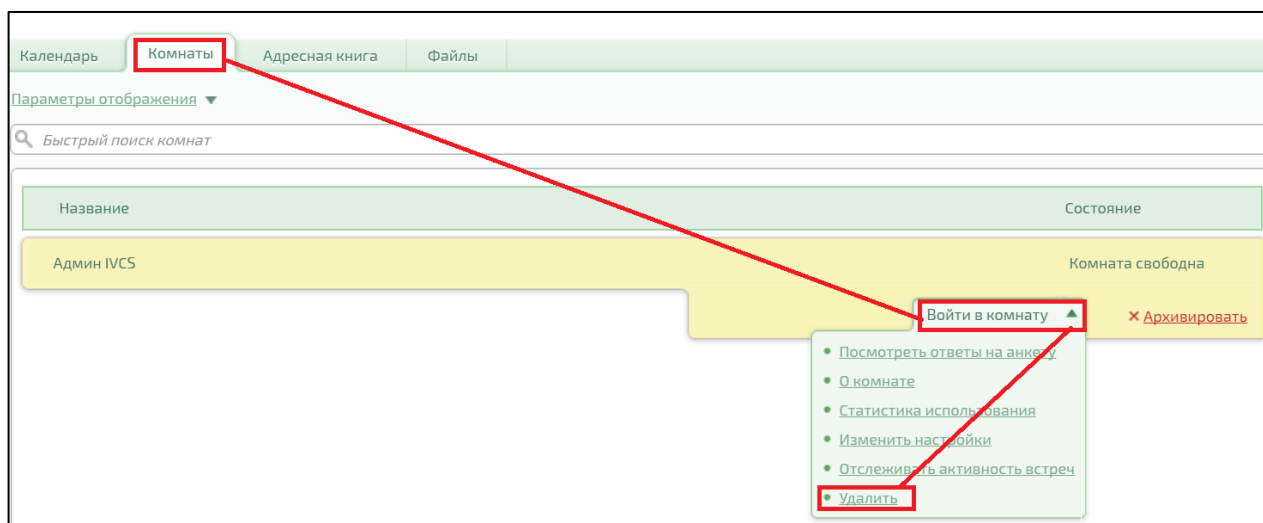 Календарь Комнаты Адресная книга Файлы
Параметры отображения
Быстрый поиск комнат
Название Состояние
Админ IVCS Комната свободна
Войти в комнату Архивировать
Посмотреть ответы на анкету
О комнате
Статистика использования
Изменить настройки
Отслеживать активность встреч
Удалить